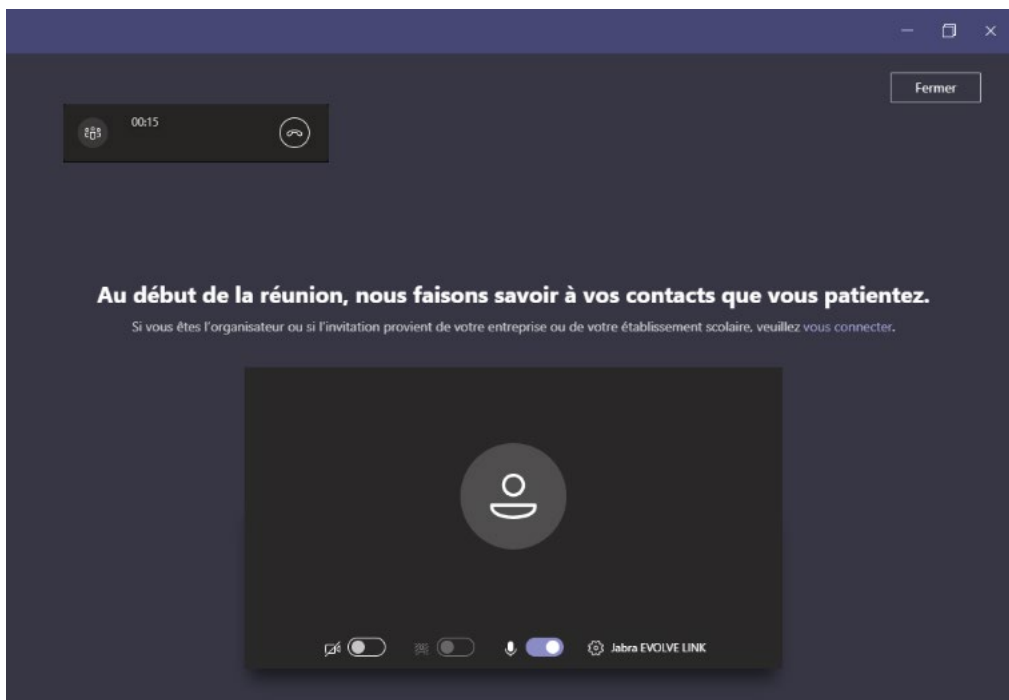 Fermer
00:15
Au début de la réunion, nous faisons savoir à vos contacts que vous patientez.
Si vous êtes l'organisateur ou si l'invitation provient de votre entreprise ou de votre établissement scolaire, veuillez vous connecter.
Jabra EVOLVE LINK